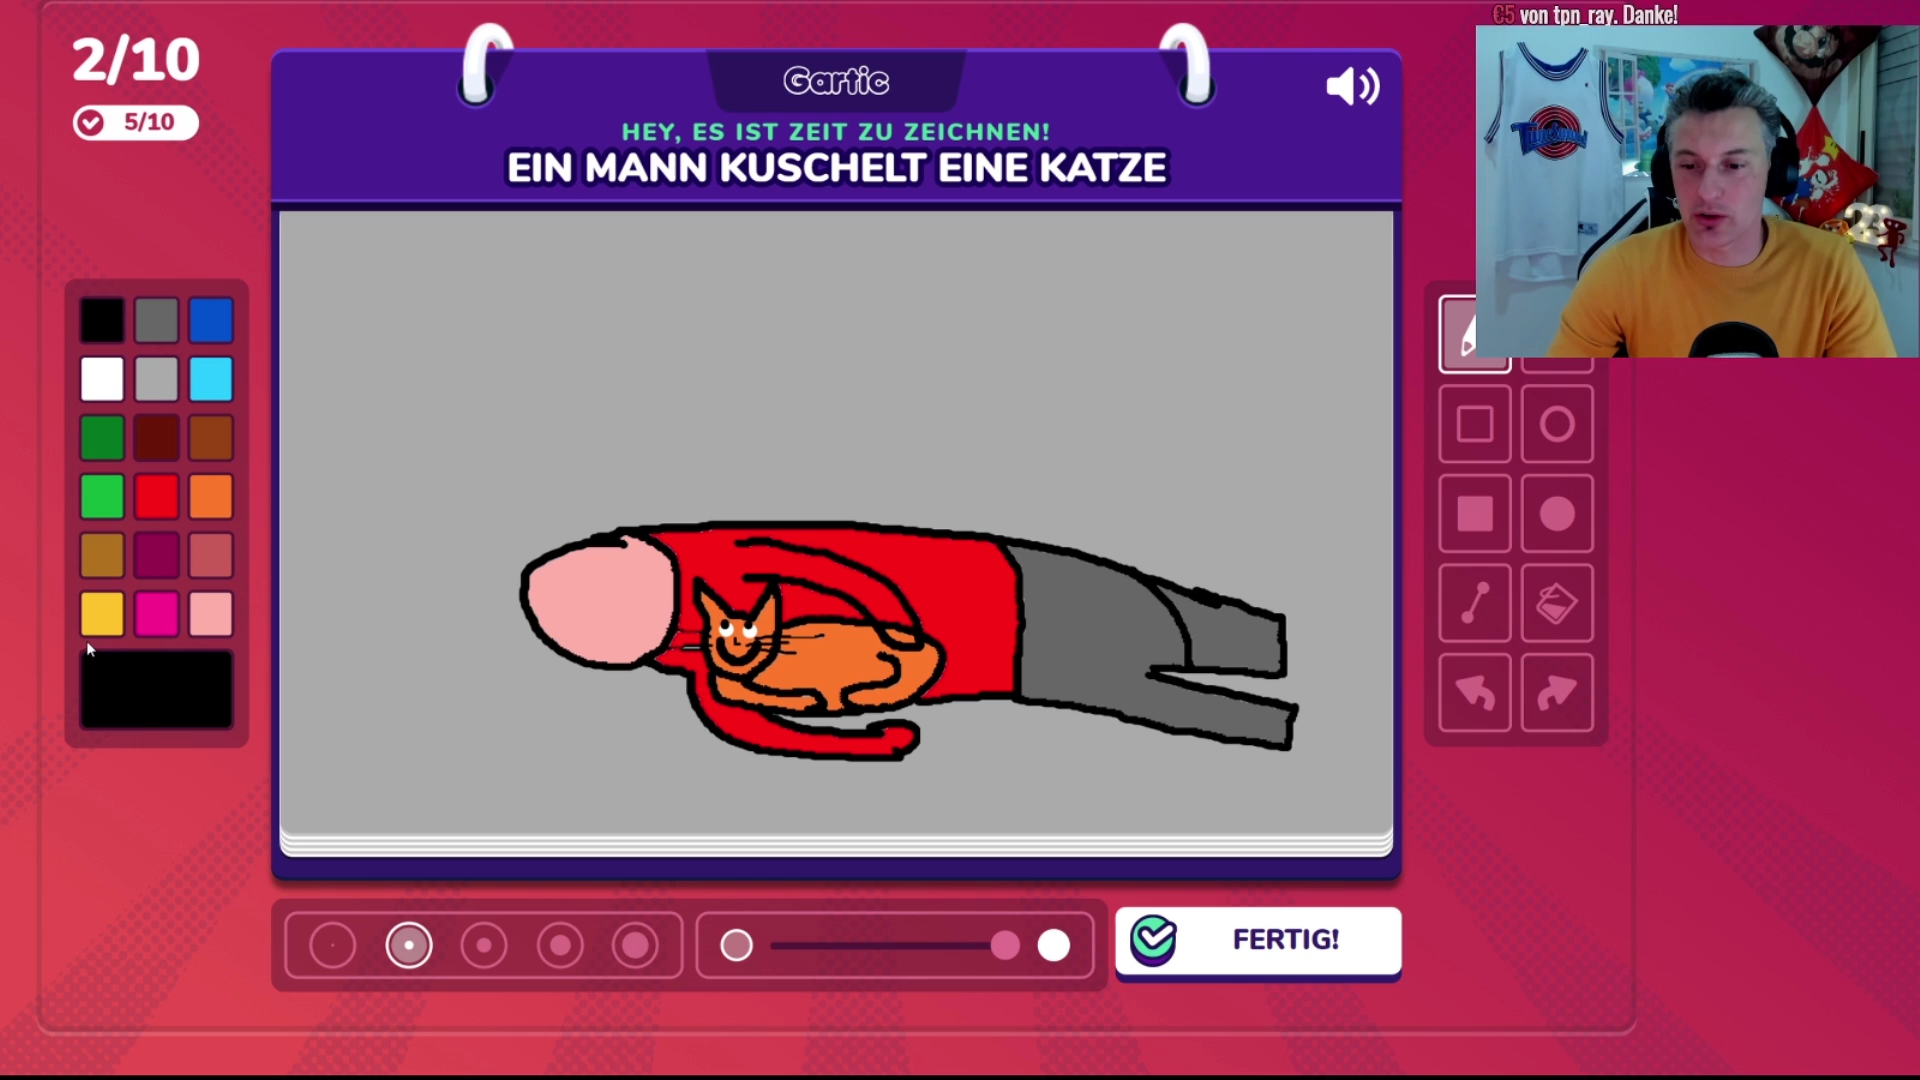 €5 von tpn_ray. Danke!
2/10
5/10
Gartic
HEY, ES IST ZEIT ZU ZEICHNEN!
EIN MANN KUSCHELT EINE KATZE
FERTIG!